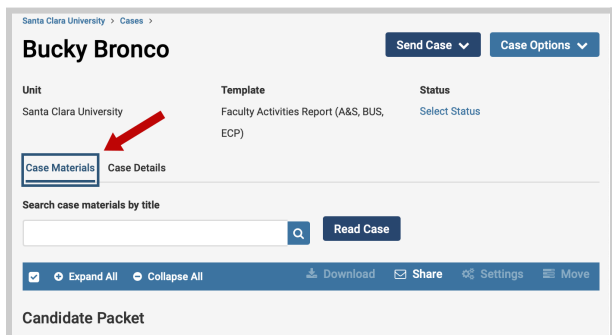 Santa Clara University > Cases >
Bucky Bronco
Send Case
Case Options
Unit
Template
Status
Santa Clara University
Faculty Activities Report (A&S, BUS,
ECP)
Select Status
Case Materials
Case Details
Search case materials by title
Read Case
Expand All
Collapse All
Download
Share
Settings
Move
Candidate Packet